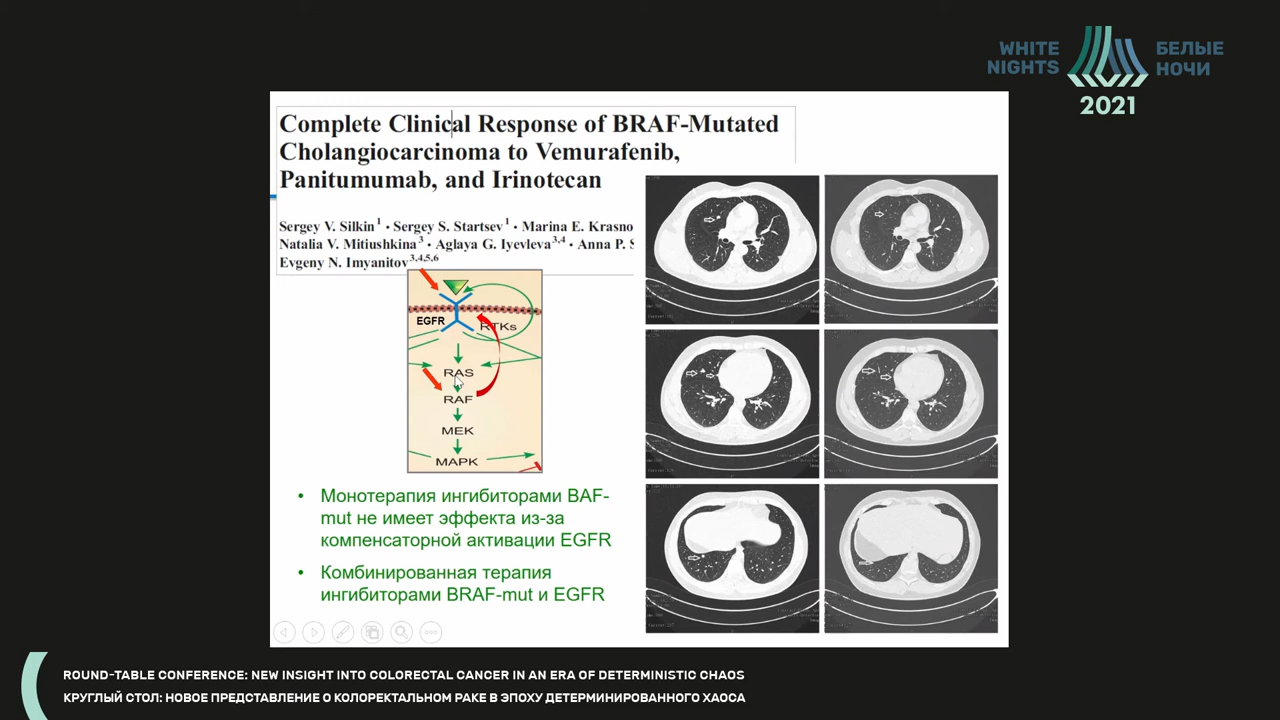 WHITE
NIGHTS
БЕЛЫЕ
НОЧИ
2021
Complete Clinical Response of BRAF-Mutated
Cholangiocarcinoma to Vemurafenib,
Panitumumab, and Irinotecan
Sergey V. Silkin1 • Sergey S. Startsev1 • Marina E. Krasno
Natalia V. Mitiushkina3 • Aglaya G. Iyevleva3,4 • Anna P. S
Evgeny N. Imyanitov3,4,5,6
EGFR
RTKs
RAS
RAF
MEK
MAPK
• Монотерапия ингибиторами BAF-
mut не имеет эффекта из-за
компенсаторной активации EGFR
• Комбинированная терапия
ингибиторами BRAF-mut и EGFR
ROUND-TABLE CONFERENCE: NEW INSIGHT INTO COLORECTAL CANCER IN AN ERA OF DETERMINISTIC CHAOS
КРУГЛЫЙ СТОЛ: НОВОЕ ПРЕДСТАВЛЕНИЕ О КОЛОРЕКТАЛЬНОМ РАКЕ В ЭПОХУ ДЕТЕРМИНИРОВАННОГО ХАОСА